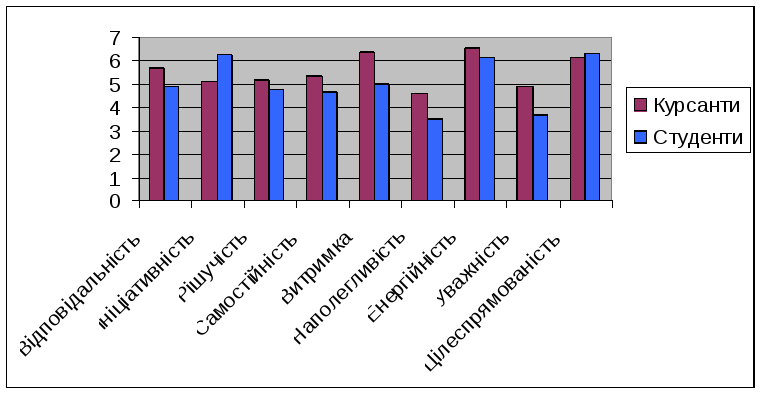 7
6
5
4
3
2
1
0
Відповідальність
Ініціативність
Рішучість
Самостійність
Витримка
Наполегливість
Енергійність
Уважність
Цілеспрямованість
Курсанти
Студенти